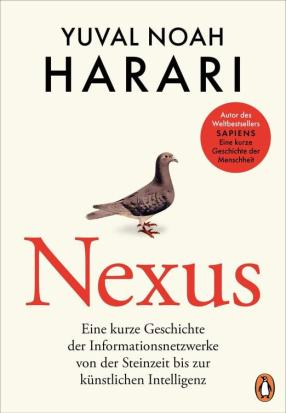 YUVAL NOAH
HARARI
Autor des
Weltbestsellers
SAPIENS
Eine kurze
Geschichte der
Menschheit
Nexus
Eine kurze Geschichte
der Informationsnetzwerke
von der Steinzeit bis zur
künstlichen Intelligenz